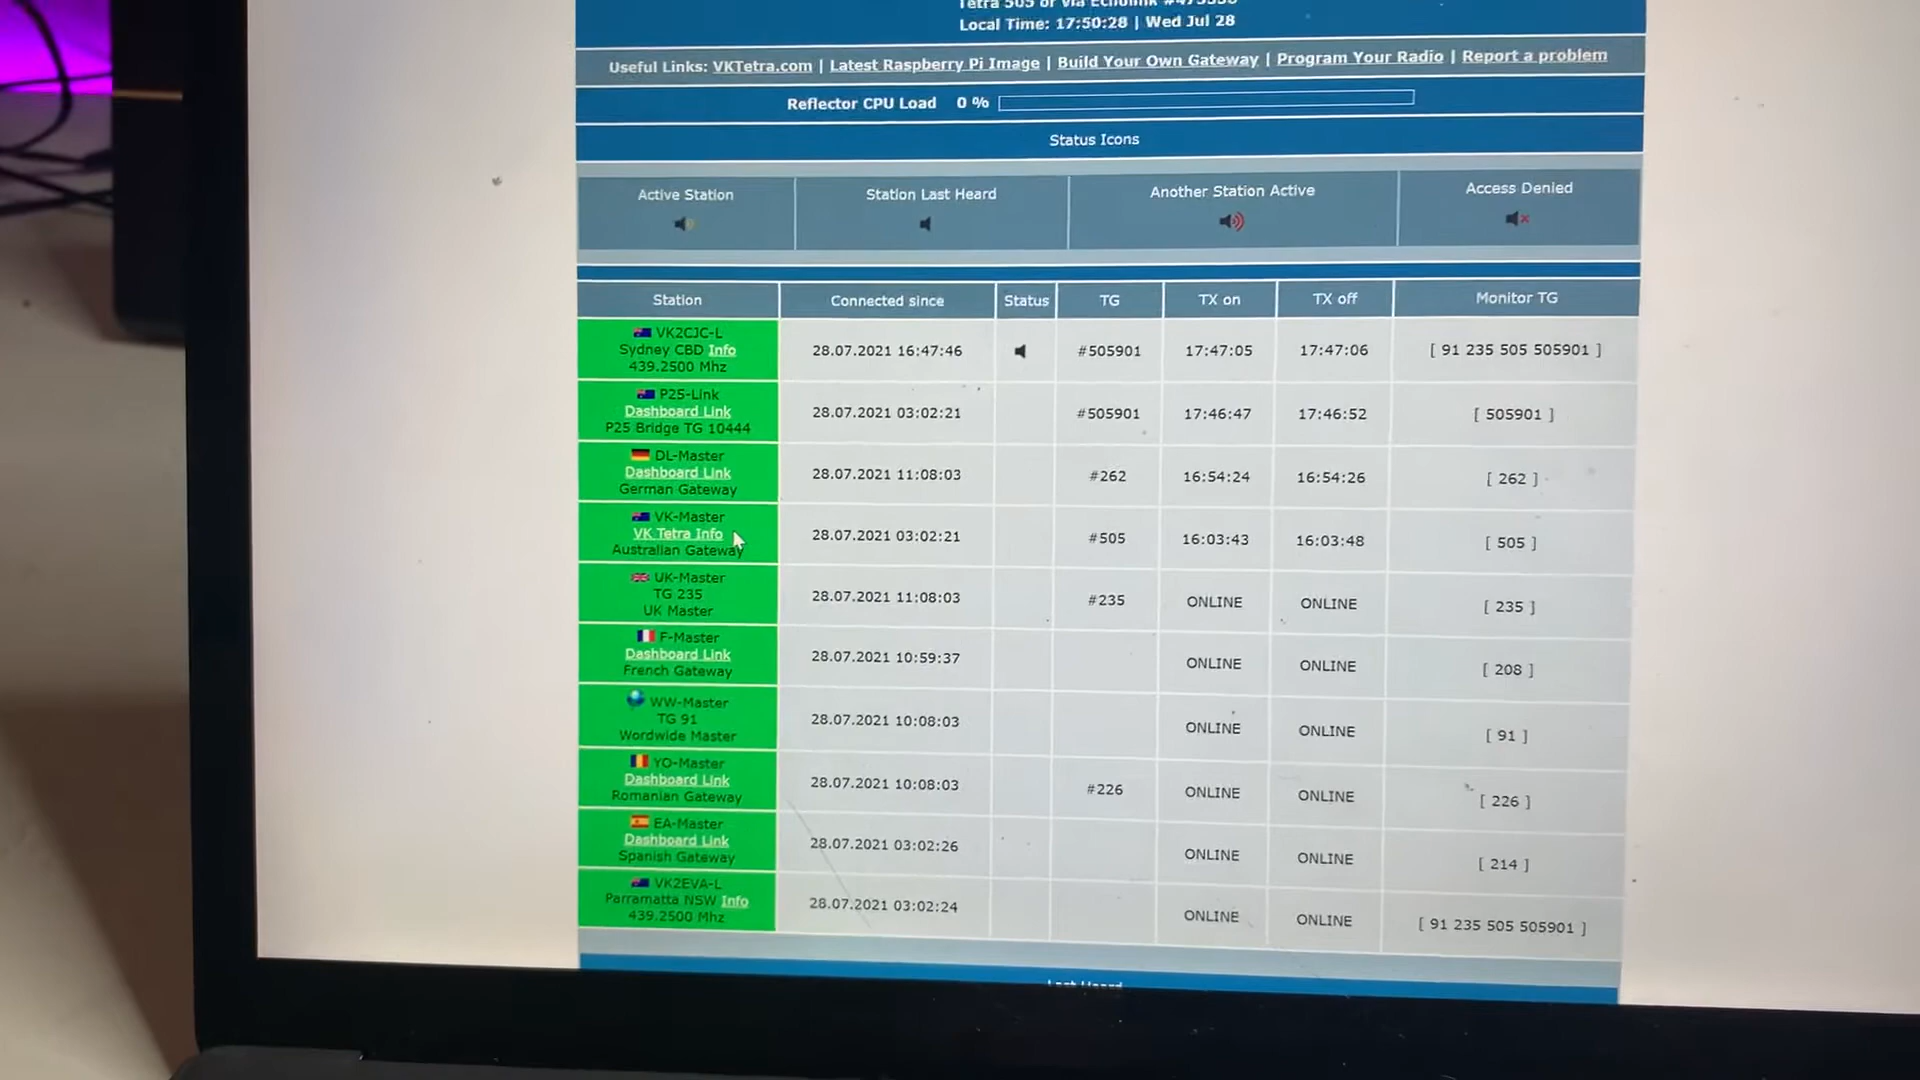 Tetra 505 or via Echolink
Local Time: 17:50:28 | Wed Jul 28
Useful Links: VKTetra.com | Latest Raspberry Pi Image | Build Your Own Gateway | Program Your Radio | Report a problem
Reflector CPU Load 0 %
Status Icons
Active Station
Station Last Heard
Another Station Active
Access Denied
Station Connected since Status TG TX on TX off Monitor TG
VK2CJC-L
Sydney CBD Info
439.2500 Mhz
28.07.2021 16:47:46 #505901 17:47:05 17:47:06 [ 91 235 505 505901 ]
P25-Link
Dashboard Link
P25 Bridge TG 10444
28.07.2021 03:02:21 #505901 17:46:47 17:46:52 [ 505901 ]
DL-Master
Dashboard Link
German Gateway
28.07.2021 11:08:03 #262 16:54:24 16:54:26 [ 262 ]
VK-Master
VK Tetra Info
Australian Gateway
28.07.2021 03:02:21 #505 16:03:43 16:03:48 [ 505 ]
UK-Master
TG 235
UK Master
28.07.2021 11:08:03 #235 ONLINE ONLINE [ 235 ]
F-Master
Dashboard Link
French Gateway
28.07.2021 10:59:37 ONLINE ONLINE [ 208 ]
WW-Master
TG 91
Wordwide Master
28.07.2021 10:08:03 ONLINE ONLINE [ 91 ]
YO-Master
Dashboard Link
Romanian Gateway
28.07.2021 10:08:03 #226 ONLINE ONLINE [ 226 ]
EA-Master
Dashboard Link
Spanish Gateway
28.07.2021 03:02:26 ONLINE ONLINE [ 214 ]
VK2EVA-L
Parramatta NSW Info
439.2500 Mhz
28.07.2021 03:02:24 ONLINE ONLINE [ 91 235 505 505901 ]
Last Heard